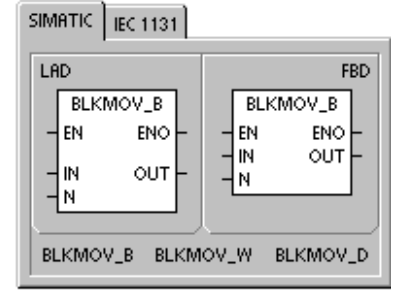 SIMATIC IEC 1131
LAD FBD
BLKMOV_B BLKMOV_B
EN ENO EN ENO
IN OUT IN OUT
N N
BLKMOV_B BLKMOV_W BLKMOV_D